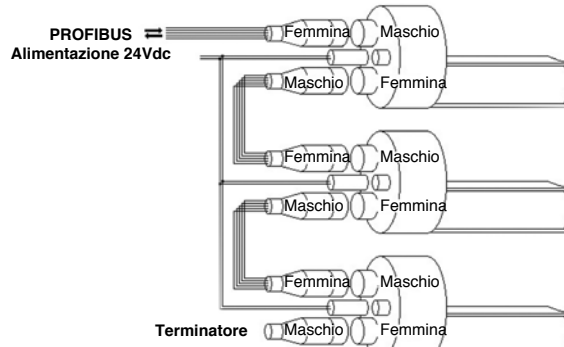 PROFIBUS Femmina Maschio
Alimentazione 24Vdc
Maschio Femmina
Femmina Maschio
Maschio Femmina
Femmina Maschio
Terminatore Maschio Femmina